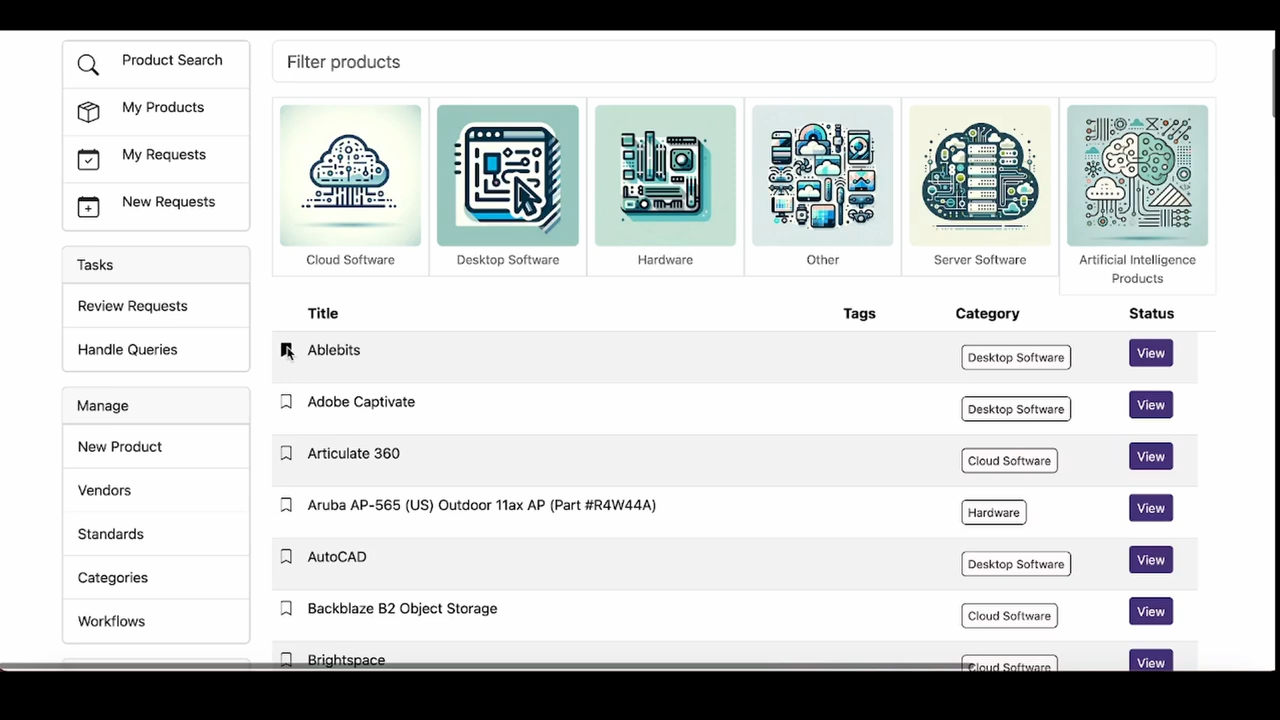 Product Search
My Products
My Requests
New Requests
Tasks
Review Requests
Handle Queries
Manage
New Product
Vendors
Standards
Categories
Workflows
Filter products
Cloud Software
Desktop Software
Hardware
Other
Server Software
Artificial Intelligence
Products
Title Tags Category Status
Ablebits Desktop Software View
Adobe Captivate Desktop Software View
Articulate 360 Cloud Software View
Aruba AP-565 (US) Outdoor 11ax AP (Part #R4W44A) Hardware View
AutoCAD Desktop Software View
Backblaze B2 Object Storage Cloud Software View
Brightspace Cloud Software View